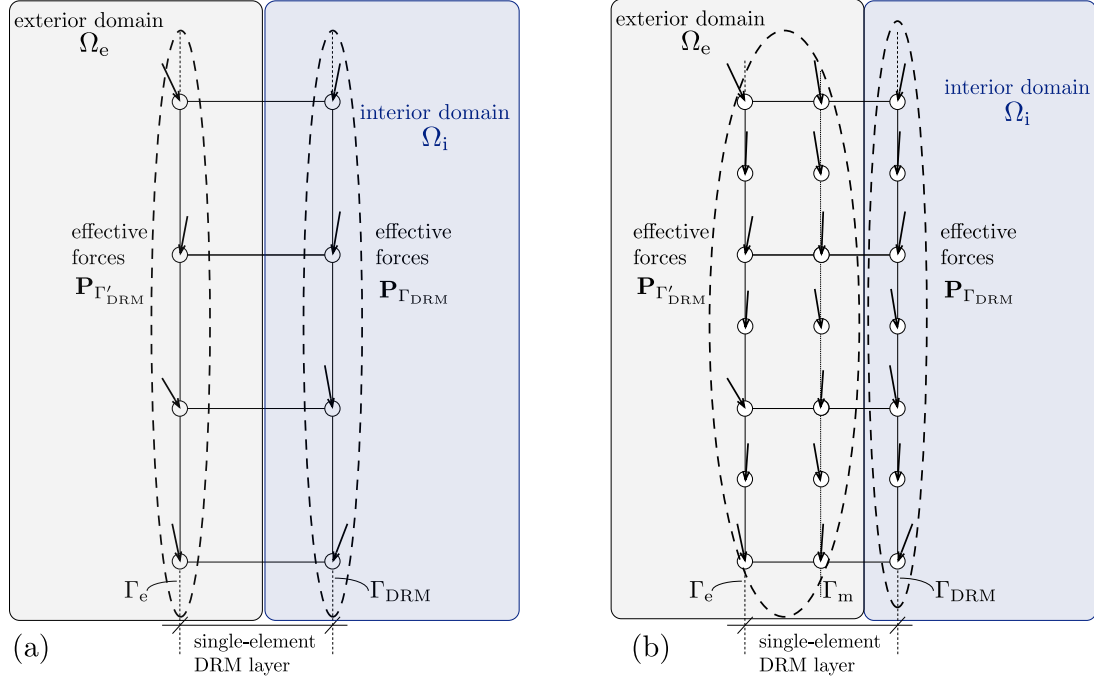 exterior domain
Ωe
interior domain
Ωi
effective
forces
PΓ′DRM
effective
forces
PΓDRM
Γe
ΓDRM
single-element
DRM layer
(a)
exterior domain
Ωe
interior domain
Ωi
effective
forces
PΓ′DRM
effective
forces
PΓDRM
Γe
Γm
ΓDRM
single-element
DRM layer
(b)